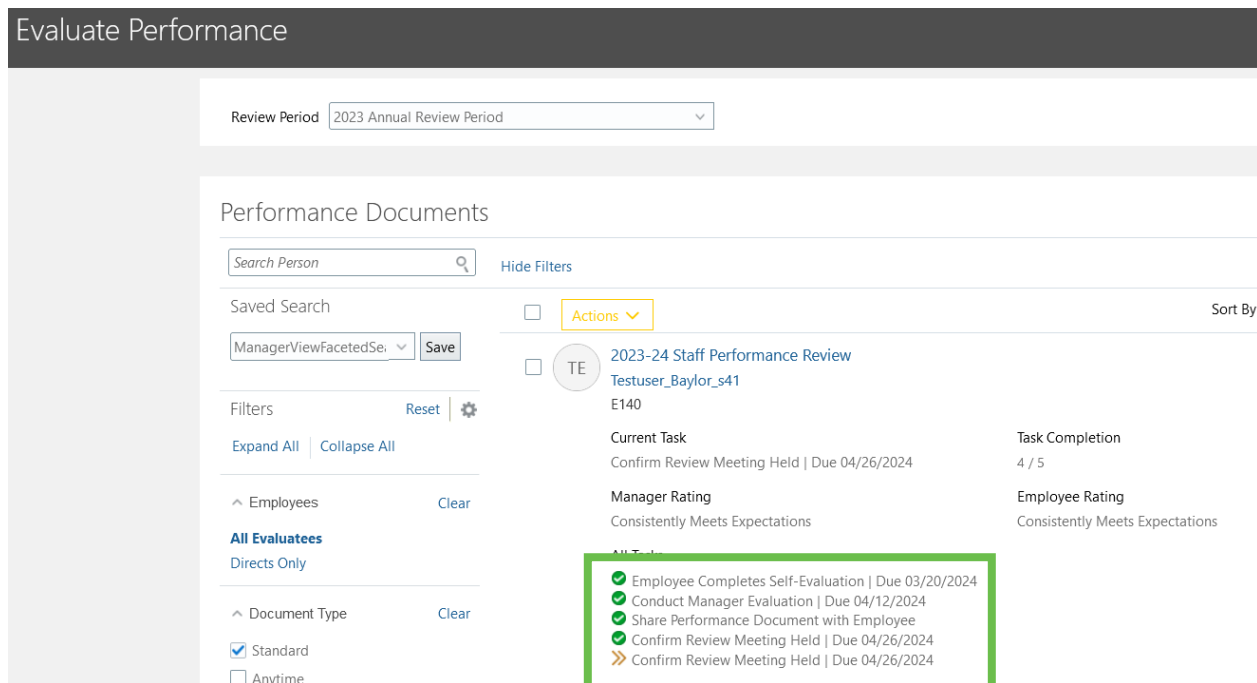 Evaluate Performance
Review Period 2023 Annual Review Period
Performance Documents
Search Person
Hide Filters
Saved Search
ManagerViewFacetedSea
Save
Filters
Reset
Expand All
Collapse All
Employees
Clear
All Evaluatees
Directs Only
Document Type
Clear
Standard
Anytime
Actions
Sort By
TE
2023-24 Staff Performance Review
Testuser_Baylor_s41
E140
Current Task
Confirm Review Meeting Held | Due 04/26/2024
Task Completion
4 / 5
Manager Rating
Consistently Meets Expectations
Employee Rating
Consistently Meets Expectations
All Tasks
Employee Completes Self-Evaluation | Due 03/20/2024
Conduct Manager Evaluation | Due 04/12/2024
Share Performance Document with Employee
Confirm Review Meeting Held | Due 04/26/2024
Confirm Review Meeting Held | Due 04/26/2024